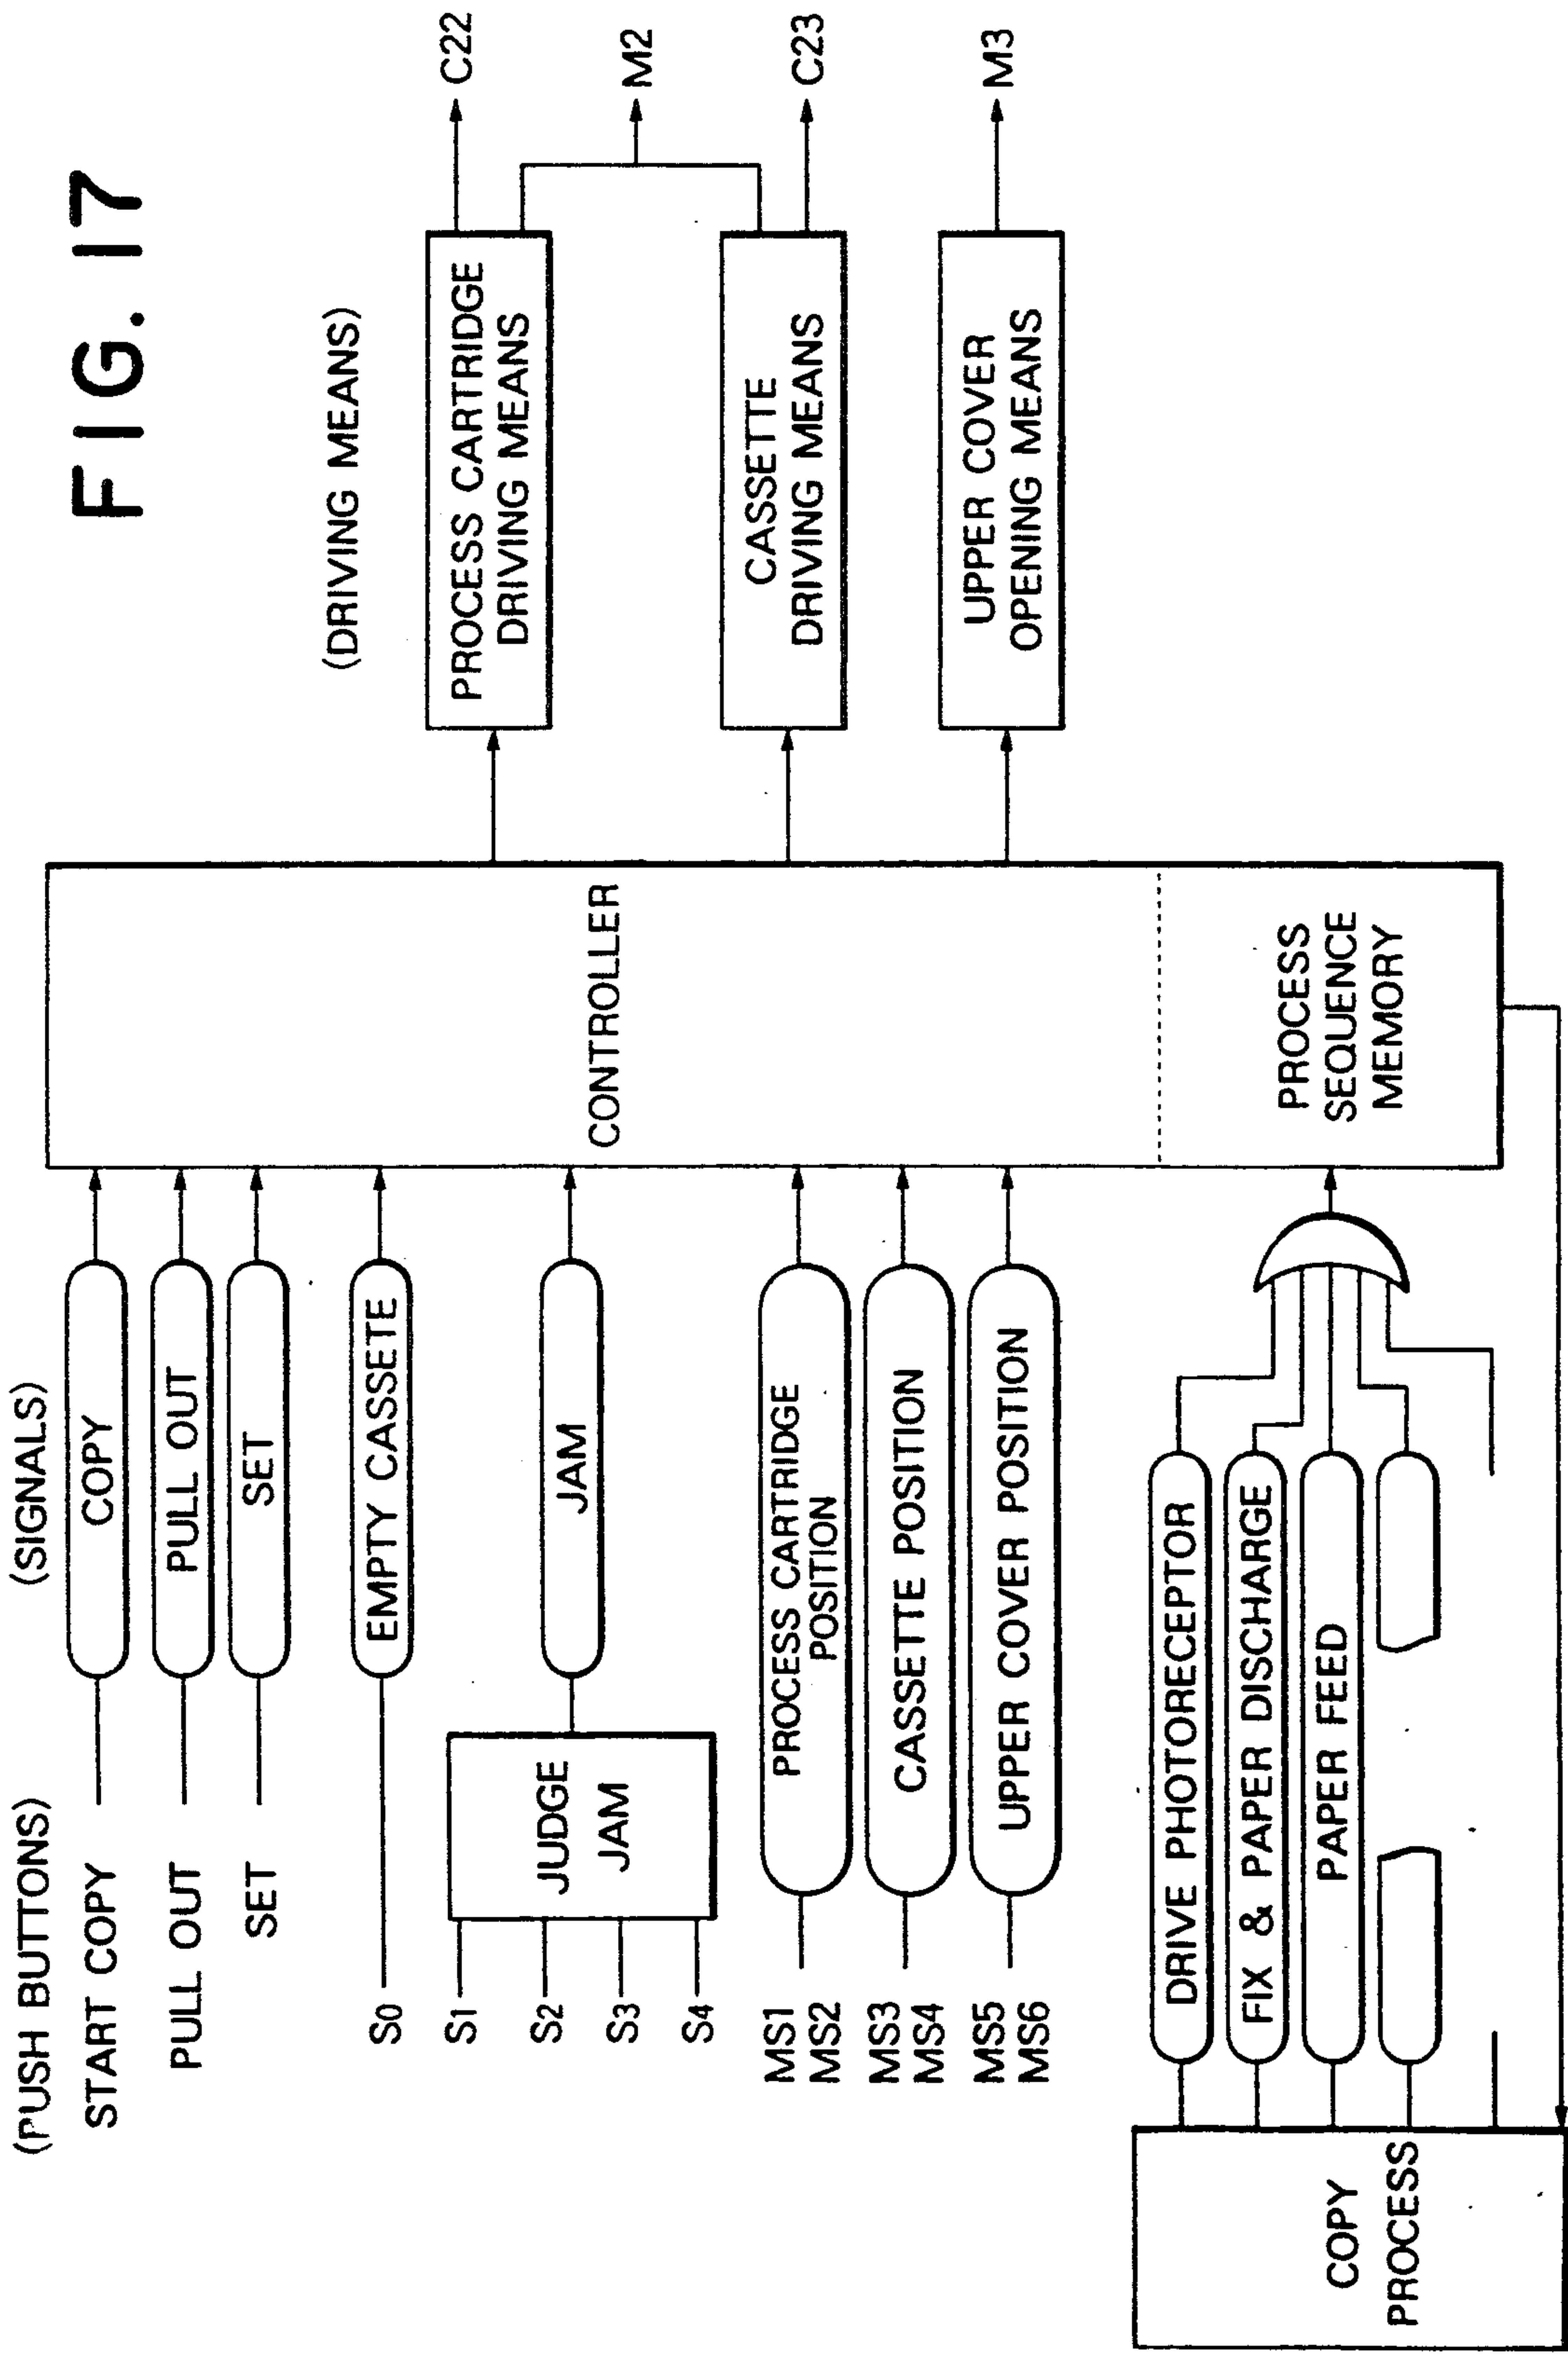 FIG. 17
(PUSH BUTTONS)
(SIGNALS)
(DRIVING MEANS)
START COPY
COPY
PULL OUT
PULL OUT
SET
SET
S0
EMPTY CASSETE
S1
S2
S3
S4
JUDGE
JAM
JAM
MS1
MS2
PROCESS CARTRIDGE
POSITION
MS3
MS4
CASSETTE POSITION
MS5
MS6
UPPER COVER POSITION
COPY
PROCESS
DRIVE PHOTORECEPTOR
FIX & PAPER DISCHARGE
PAPER FEED
CONTROLLER
PROCESS
SEQUENCE
MEMORY
PROCESS CARTRIDGE
DRIVING MEANS
CASSETTE
DRIVING MEANS
UPPER COVER
OPENING MEANS
C22
M2
C23
M3